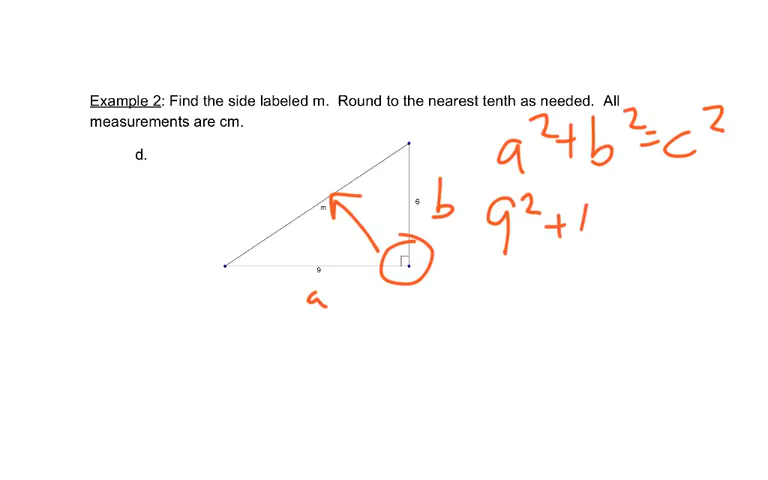 Example 2: Find the side labeled m.  Round to the nearest tenth as needed.  All
measurements are cm.
d.
a²+b²=c²
m
6
b
9²+1
9
a